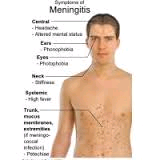 Symptoms of
Meningitis
Central
- Headache
- Altered mental status
Ears
- Phonophobia
Eyes
- Photophobia
Neck
- Stiffness
Systemic
- High fever
Trunk,
mucus
membranes,
extremities
(if meningo-
coccal
infection)
- Petechiae